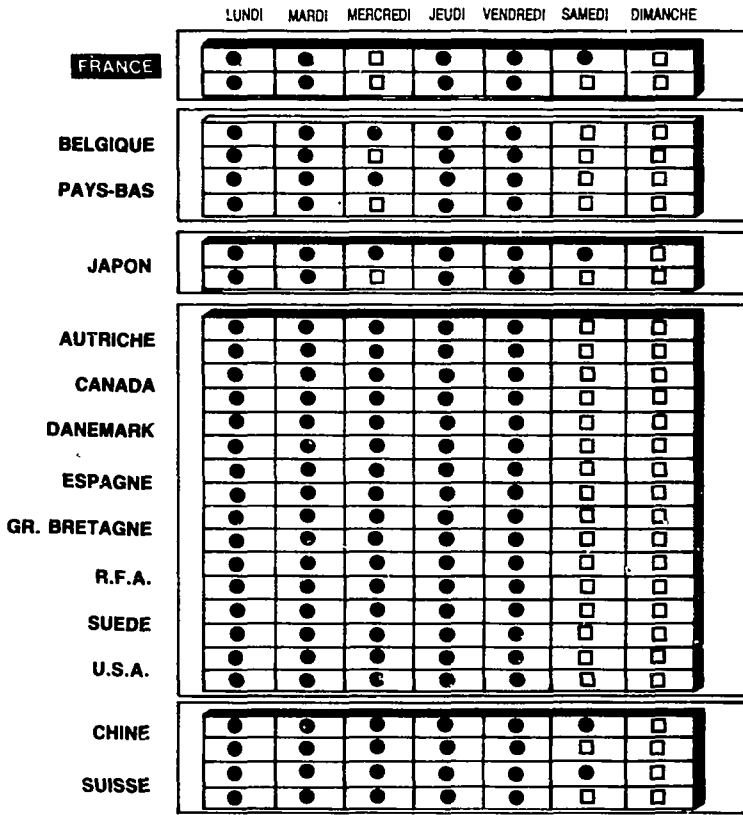 LUNDI MARDI MERCREDI JEUDI VENDREDI SAMEDI DIMANCHE
FRANCE
BELGIQUE
PAYS-BAS
JAPON
AUTRICHE
CANADA
DANEMARK
ESPAGNE
GR. BRETAGNE
R.F.A.
SUEDE
U.S.A.
CHINE
SUISSE